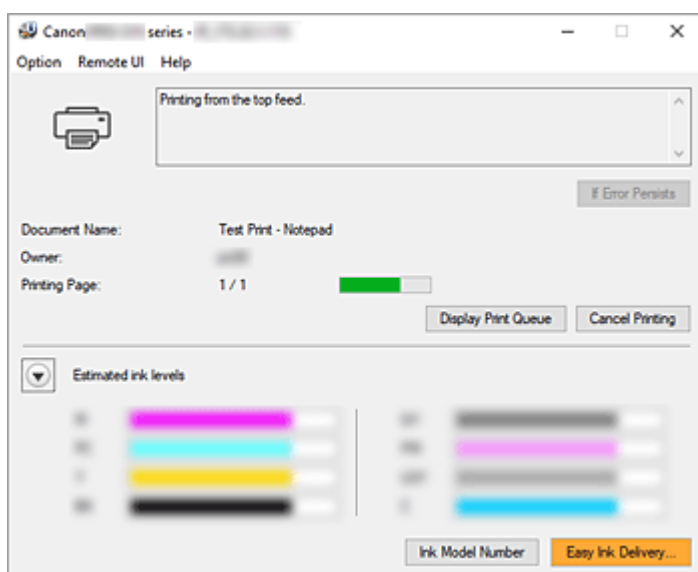 Canon series -
Option Remote UI Help
Printing from the top feed.
If Error Persists
Document Name: Test Print - Notepad
Owner:
Printing Page: 1 / 1
Display Print Queue Cancel Printing
Estimated ink levels
Ink Model Number Easy Ink Delivery...